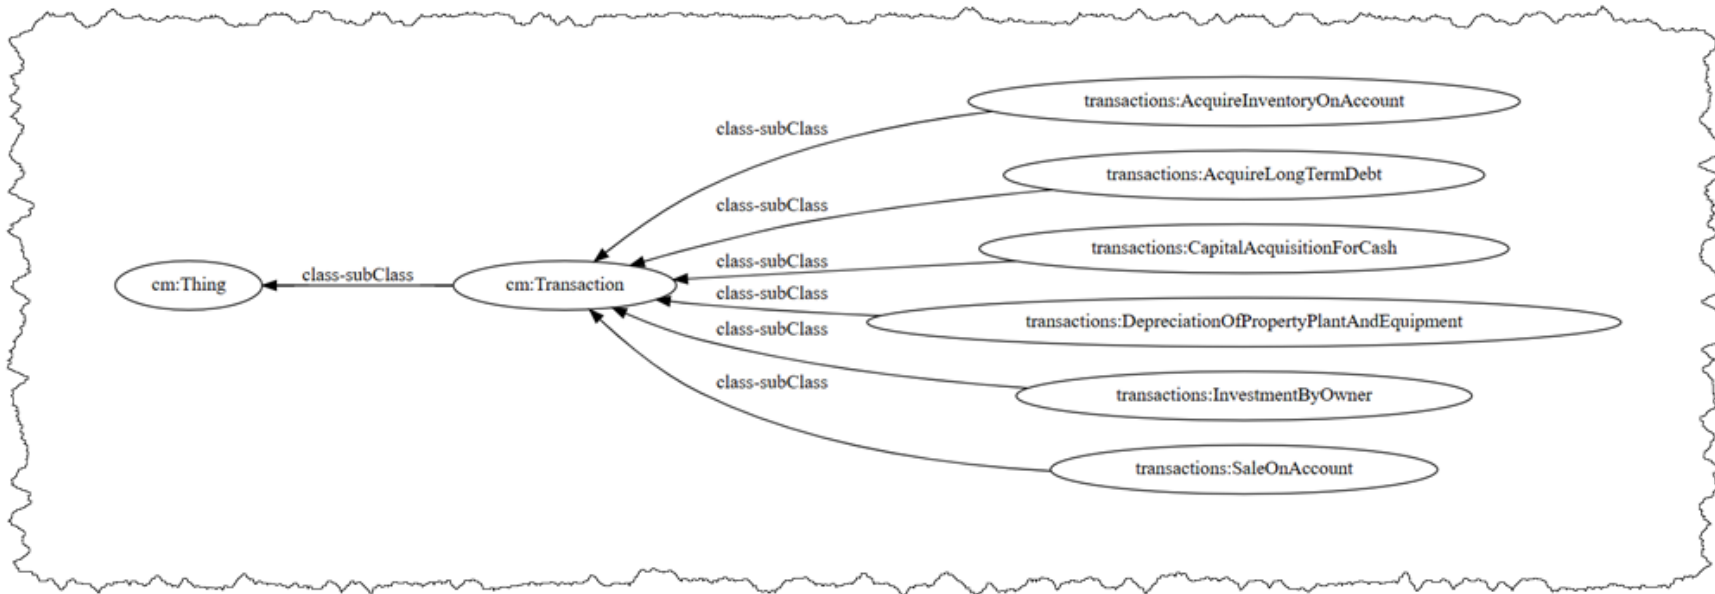 transactions:AcquireInventoryOnAccount
class-subClass
transactions:AcquireLongTermDebt
class-subClass
transactions:CapitalAcquisitionForCash
class-subClass
cm:Thing
class-subClass
cm:Transaction
class-subClass
transactions:DepreciationOfPropertyPlantAndEquipment
class-subClass
transactions:InvestmentByOwner
class-subClass
transactions:SaleOnAccount